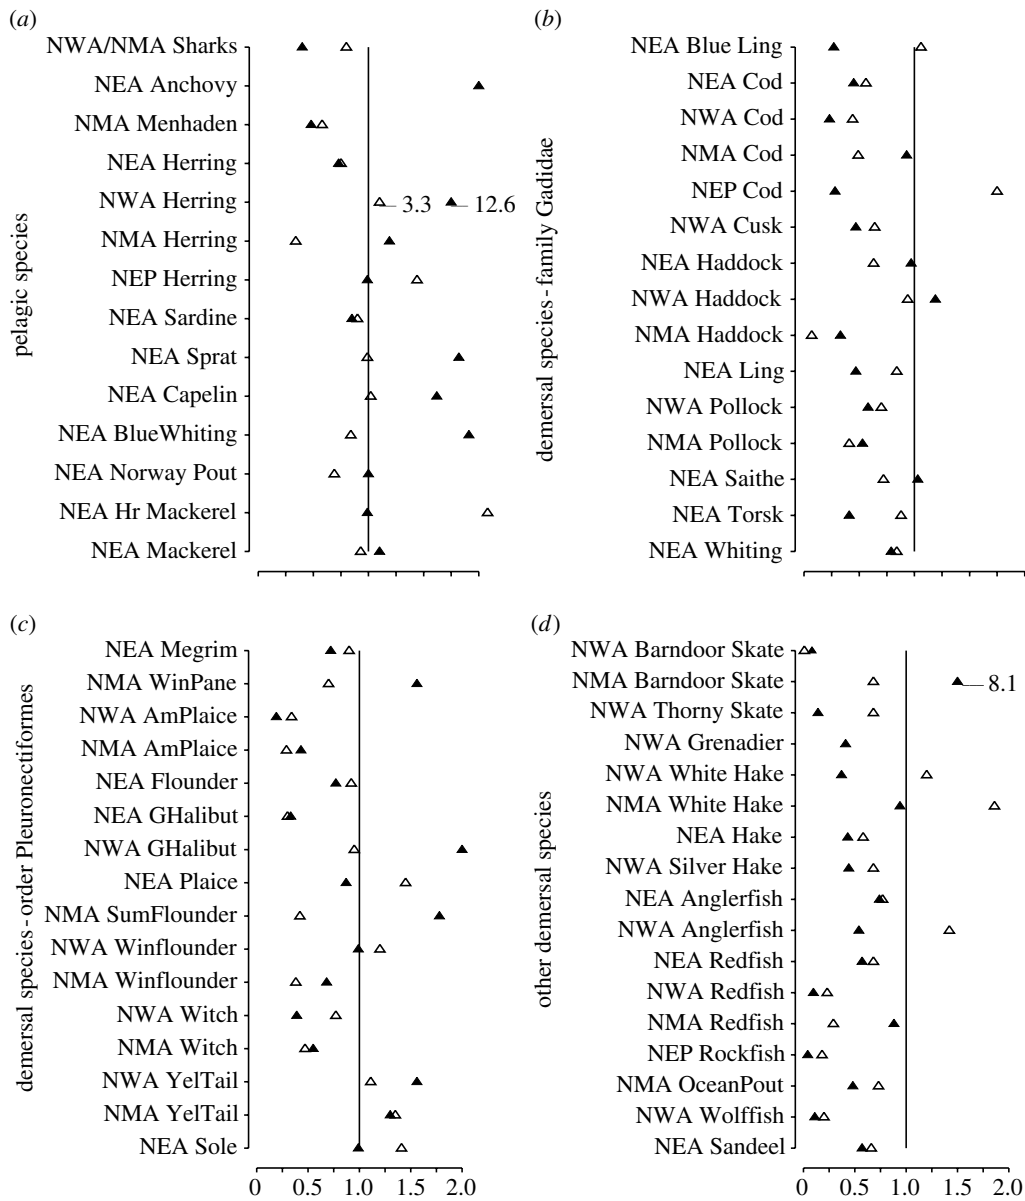 (a)
NWA/NMA Sharks
NEA Anchovy
NMA Menhaden
NEA Herring
NWA Herring 3.3 12.6
NMA Herring
NEP Herring
NEA Sardine
NEA Sprat
NEA Capelin
NEA BlueWhiting
NEA Norway Pout
NEA Hr Mackerel
NEA Mackerel
pelagic species
(b)
NEA Blue Ling
NEA Cod
NWA Cod
NMA Cod
NEP Cod
NWA Cusk
NEA Haddock
NWA Haddock
NMA Haddock
NEA Ling
NWA Pollock
NMA Pollock
NEA Saithe
NEA Torsk
NEA Whiting
demersal species-family Gadidae
(c)
NEA Megrim
NMA WinPane
NWA AmPlaice
NMA AmPlaice
NEA Flounder
NEA GHalibut
NWA GHalibut
NEA Plaice
NMA SumFlounder
NWA Winflounder
NMA Winflounder
NWA Witch
NMA Witch
NWA YelTail
NMA YelTail
NEA Sole
0 0.5 1.0 1.5 2.0
demersal species-order Pleuronectiformes
(d)
NWA Barndoor Skate
NMA Barndoor Skate 8.1
NWA Thorny Skate
NWA Grenadier
NWA White Hake
NMA White Hake
NEA Hake
NWA Silver Hake
NEA Anglerfish
NWA Anglerfish
NEA Redfish
NWA Redfish
NMA Redfish
NEP Rockfish
NMA OceanPout
NWA Wolffish
NEA Sandeel
0 0.5 1.0 1.5 2.0
other demersal species